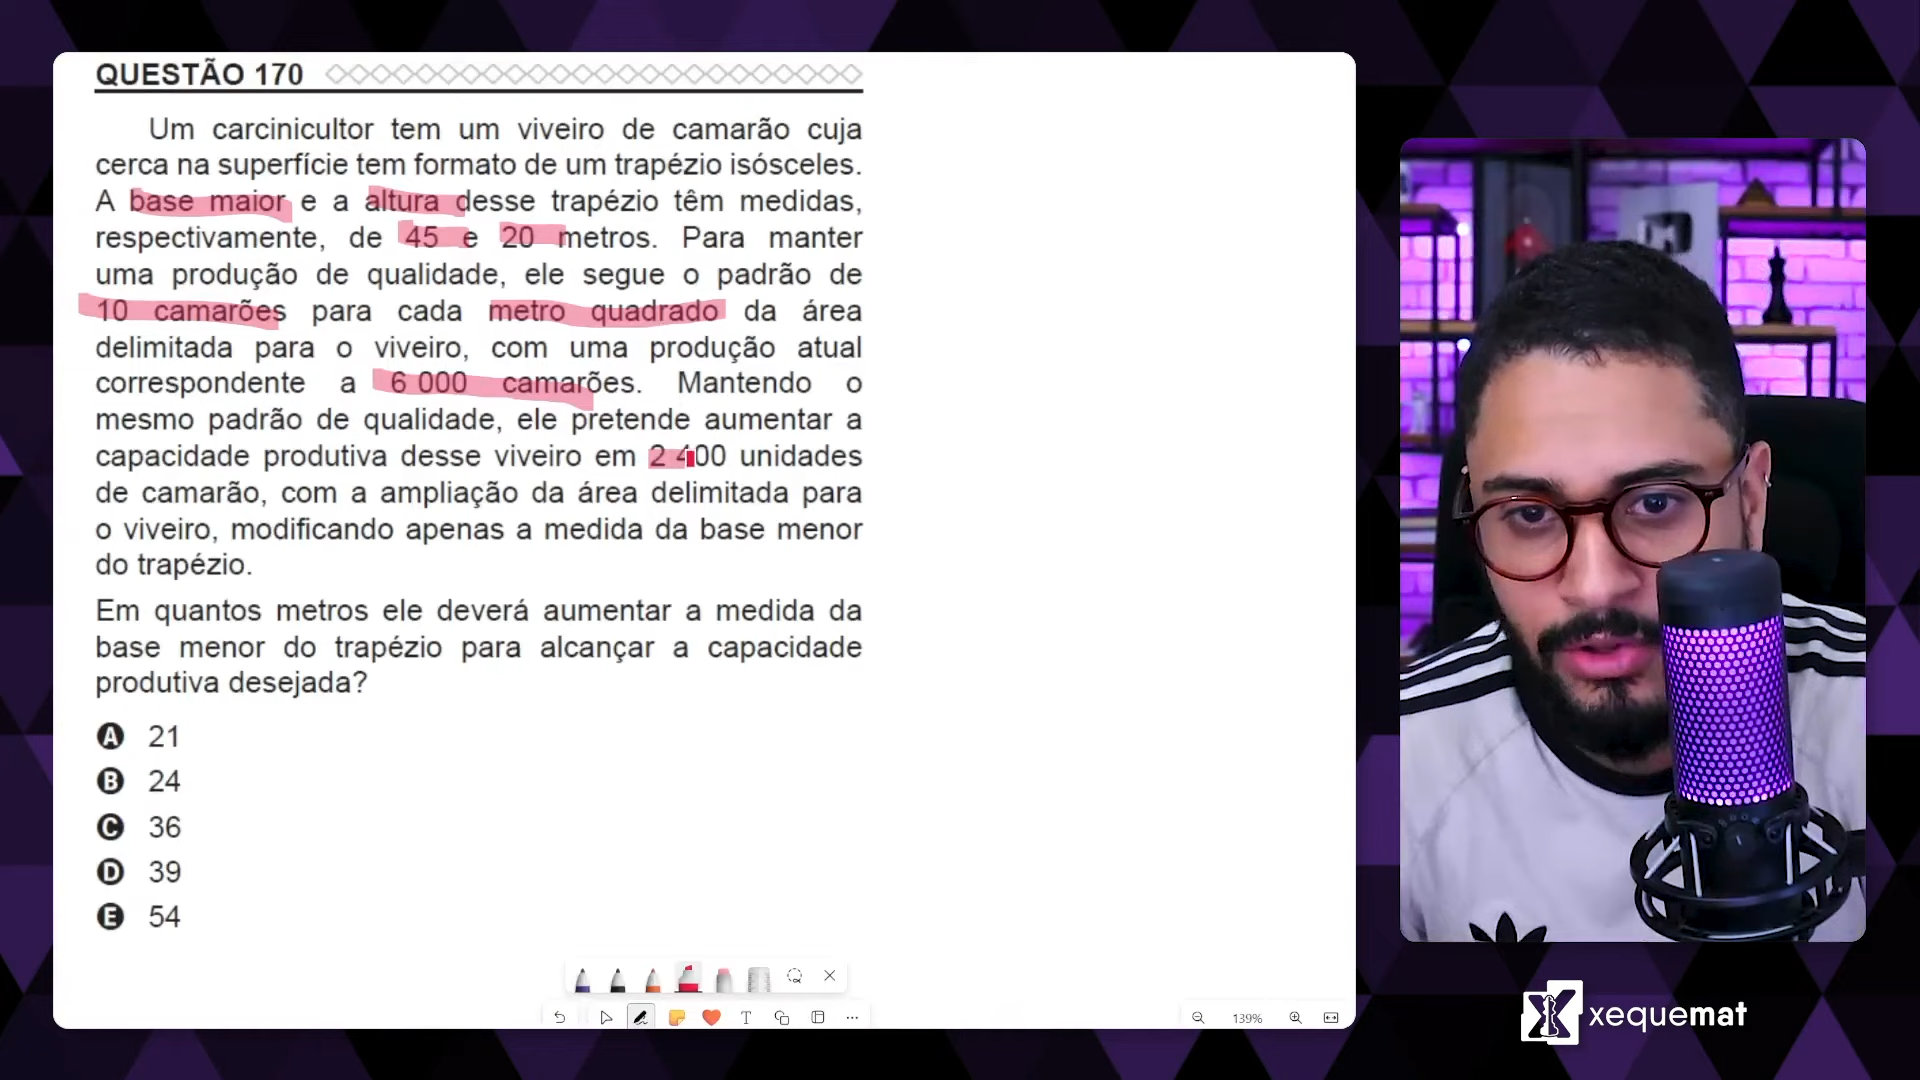 QUESTÃO 170
Um carcinicultor tem um viveiro de camarão cuja
cerca na superfície tem formato de um trapézio isósceles.
A base maior e a altura desse trapézio têm medidas,
respectivamente, de 45 e 20 metros. Para manter
uma produção de qualidade, ele segue o padrão de
10 camarões para cada metro quadrado da área
delimitada para o viveiro, com uma produção atual
correspondente a 6 000 camarões. Mantendo o
mesmo padrão de qualidade, ele pretende aumentar a
capacidade produtiva desse viveiro em 2 400 unidades
de camarão, com a ampliação da área delimitada para
o viveiro, modificando apenas a medida da base menor
do trapézio.
Em quantos metros ele deverá aumentar a medida da
base menor do trapézio para alcançar a capacidade
produtiva desejada?
A 21
B 24
C 36
D 39
E 54
139%
xequemat